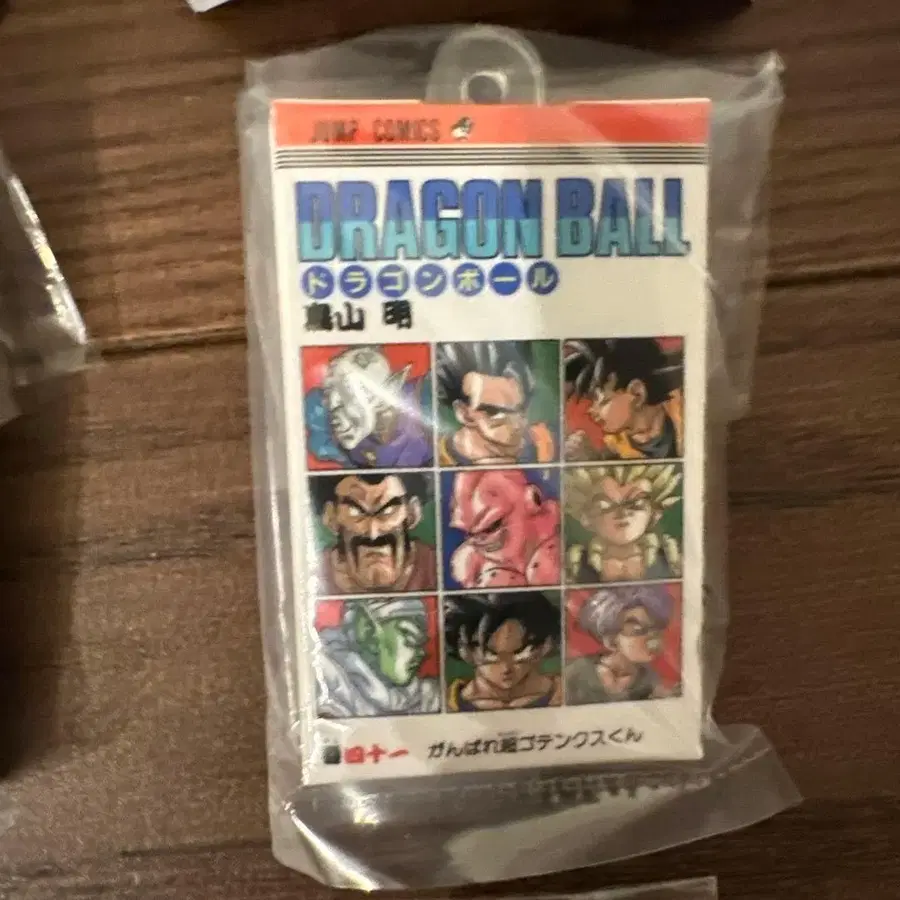 JUMP COMICS
DRAGON BALL
ドラゴンボール
鳥山 明
四十一 がんばれ超ゴテンクスくん